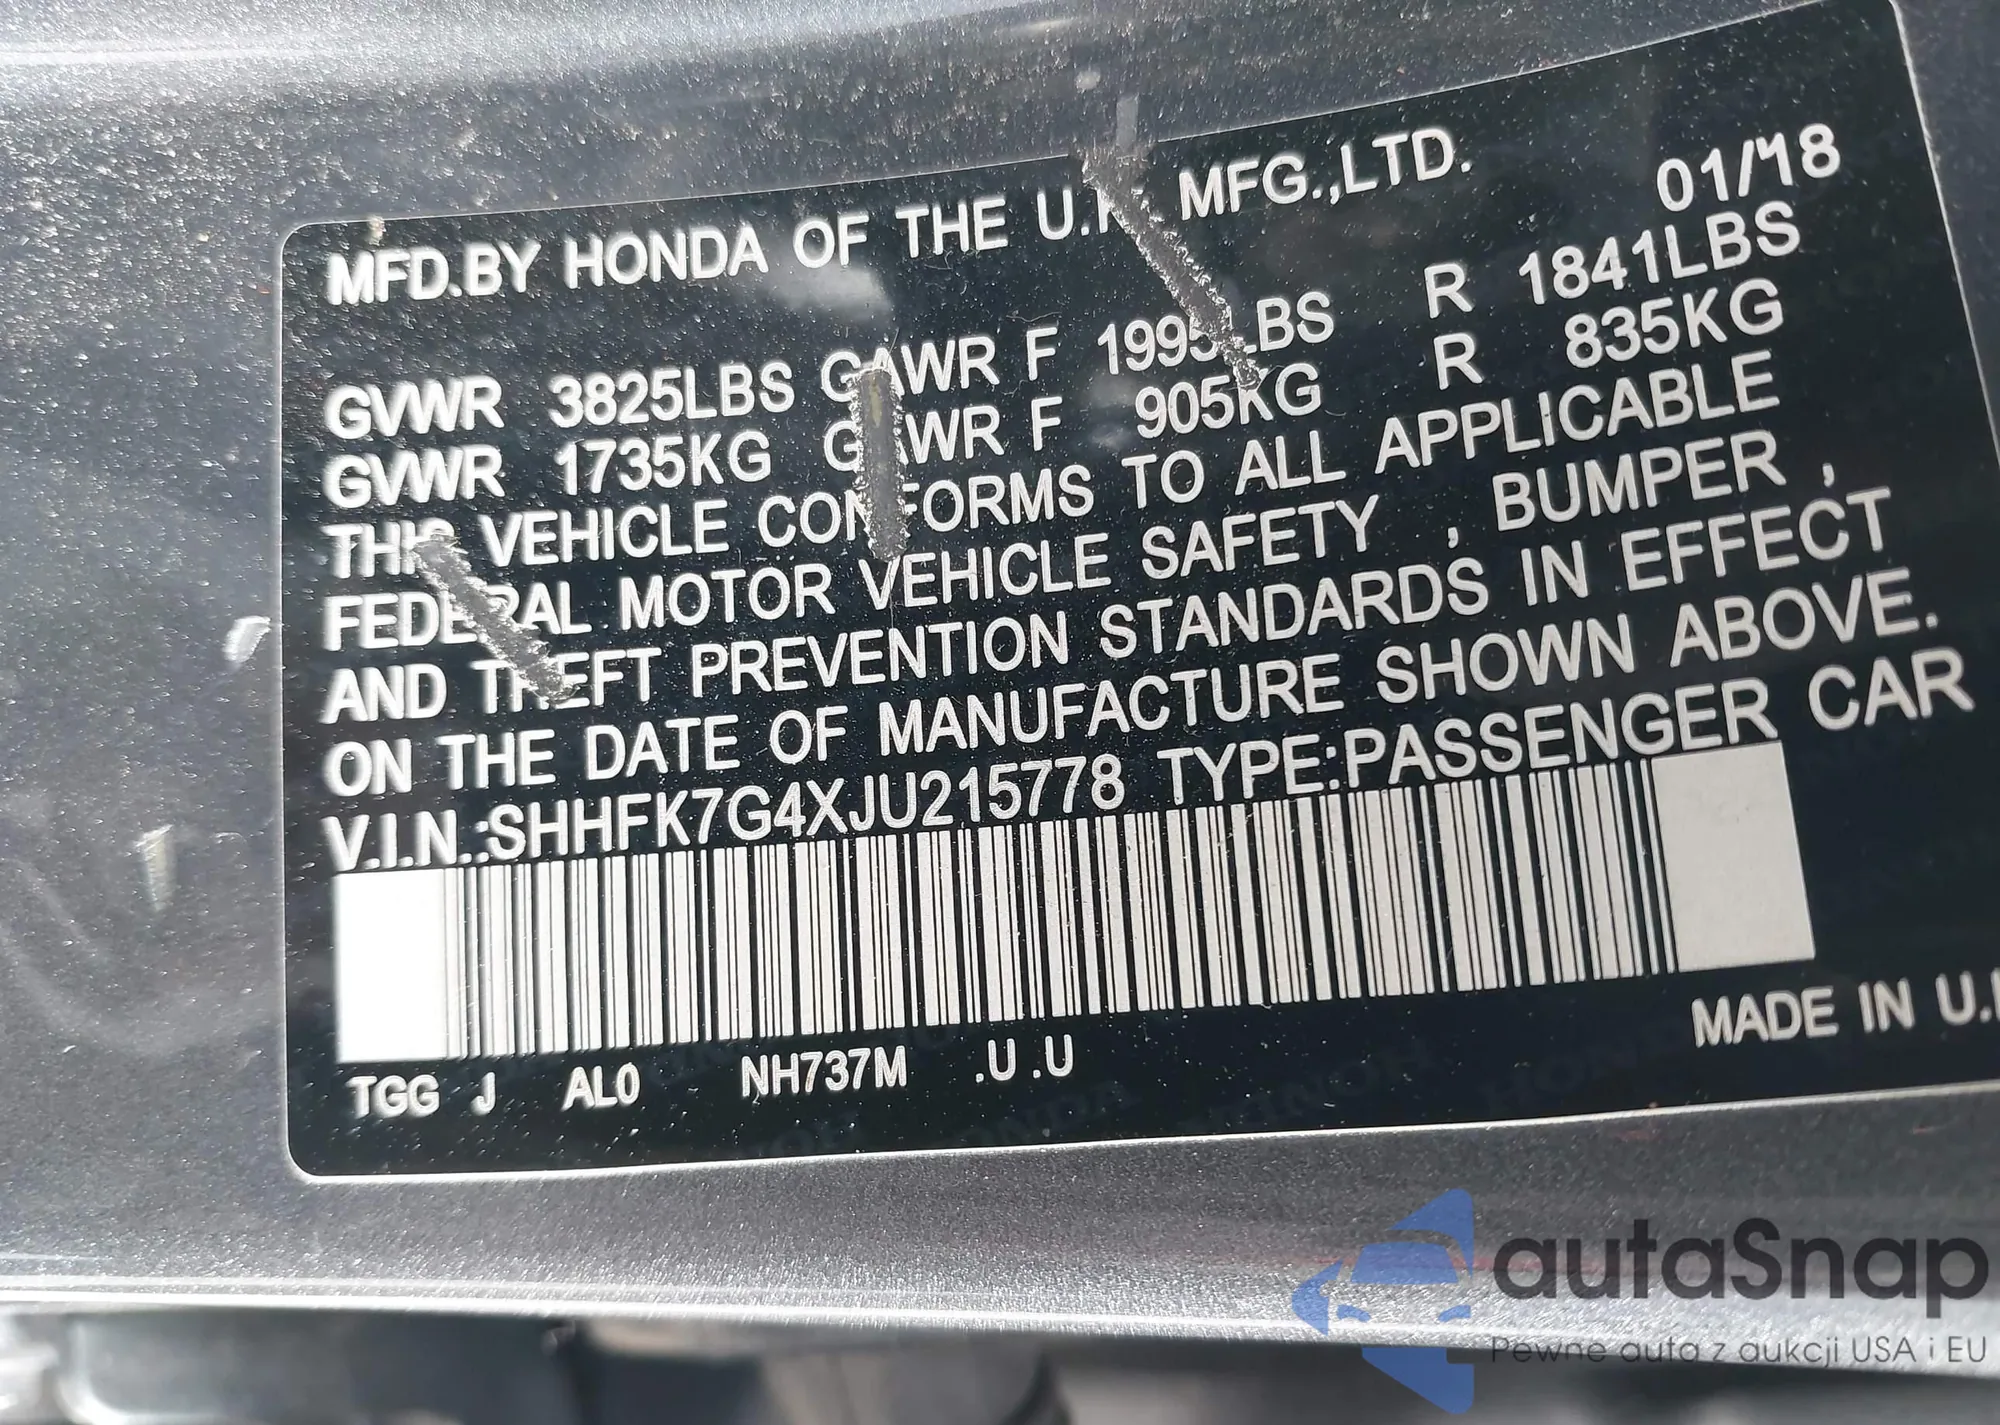 MFD.BY HONDA OF THE U.K MFG.,LTD. 01/18
GVWR 3825LBS GAWR F 1995LBS R 1841LBS
GVWR 1735KG GAWR F 905KG R 835KG
THIS VEHICLE CONFORMS TO ALL APPLICABLE
FEDERAL MOTOR VEHICLE SAFETY , BUMPER ,
AND THEFT PREVENTION STANDARDS IN EFFECT
ON THE DATE OF MANUFACTURE SHOWN ABOVE.
V.I.N.:SHHFK7G4XJU215778 TYPE:PASSENGER CAR
TGG J AL0 NH737M .U .U MADE IN U.K
autaSnap
Pewne auta z aukcji USA i EU